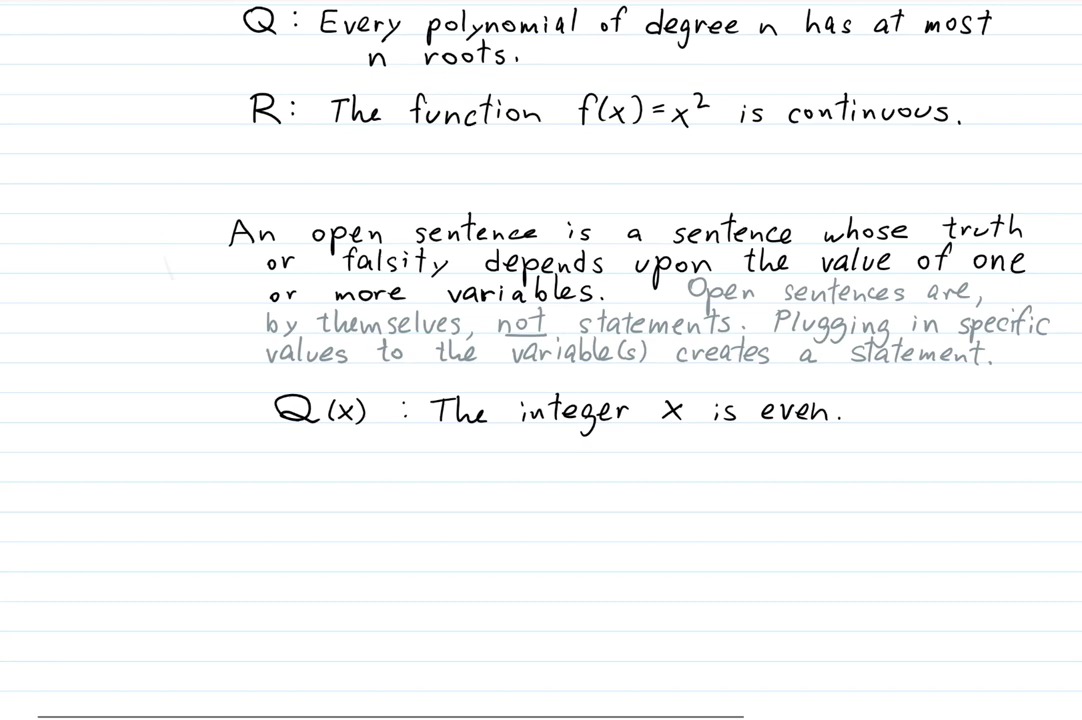 Q : Every polynomial of degree n has at most
n roots.
R: The function f(x) = x² is continuous.
An open sentence is a sentence whose truth
or falsity depends upon the value of one
or more variables. Open sentences are,
by themselves, not statements. Plugging in specific
values to the variable(s) creates a statement.
Q(x) : The integer x is even.